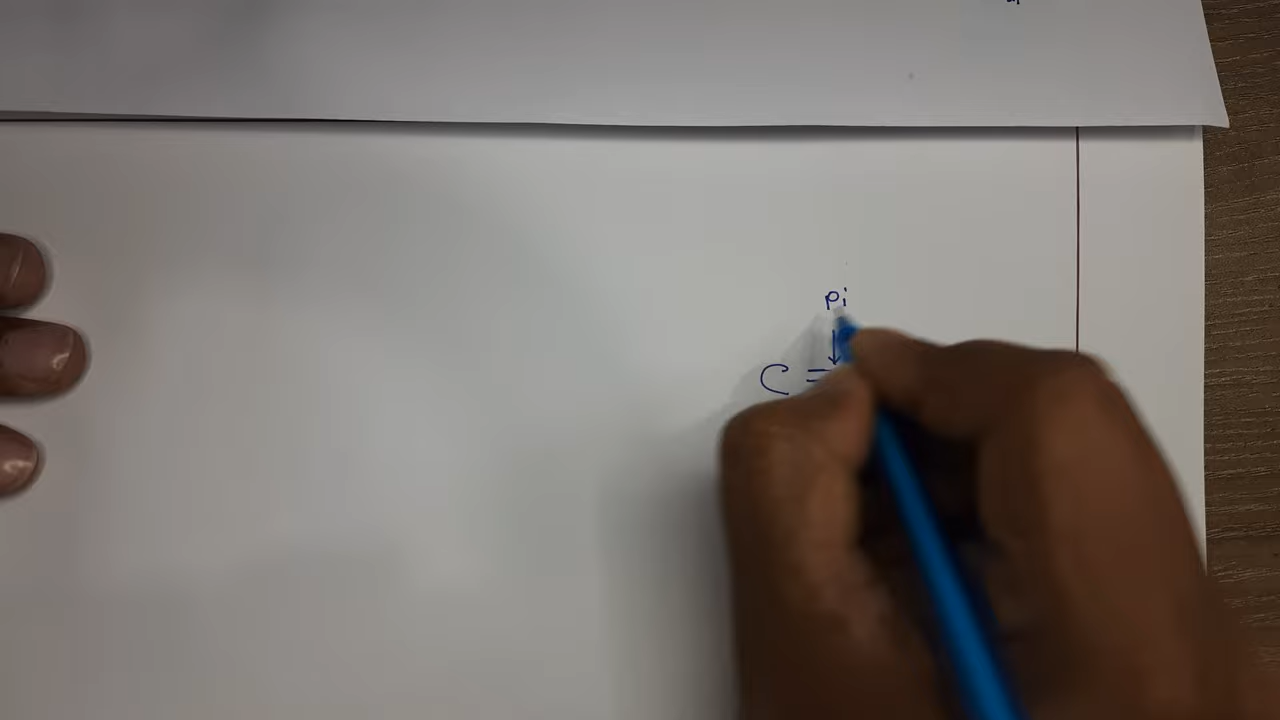 pi
↓
C =